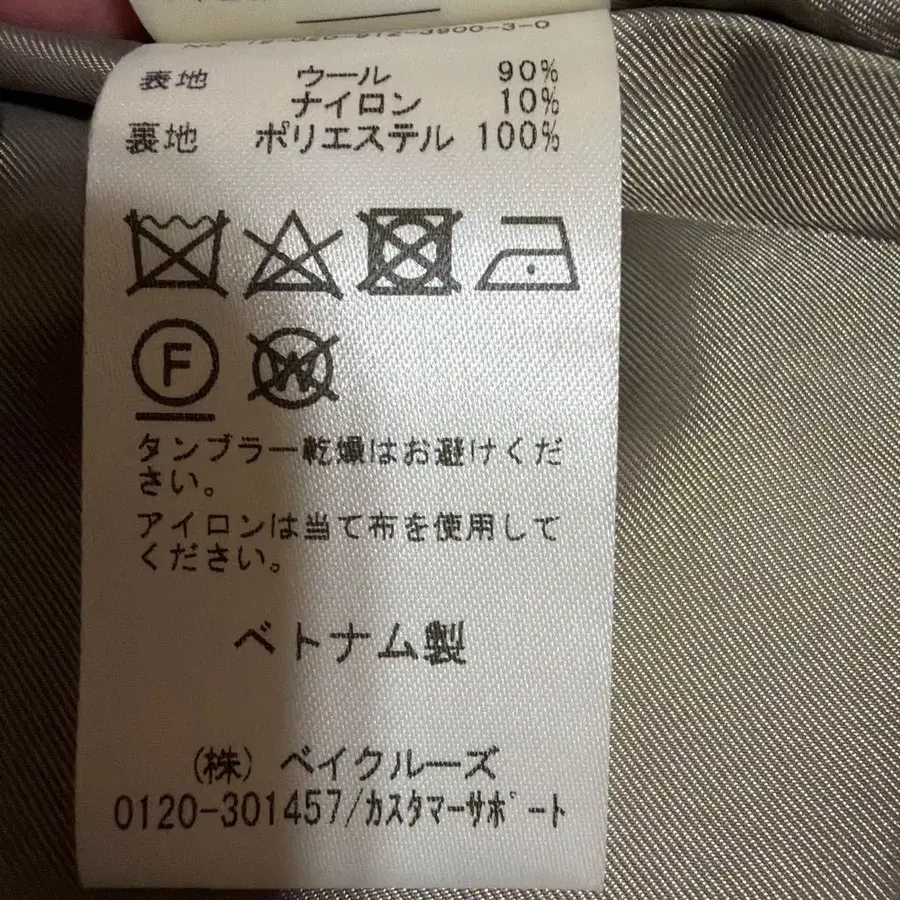 表地 ウール 90%
ナイロン 10%
裏地 ポリエステル 100%
F
W
タンブラー乾燥はお避けくだ
さい。
アイロンは当て布を使用して
ください。
ベトナム製
(株) ベイクルーズ
0120-301457/カスタマーサポート